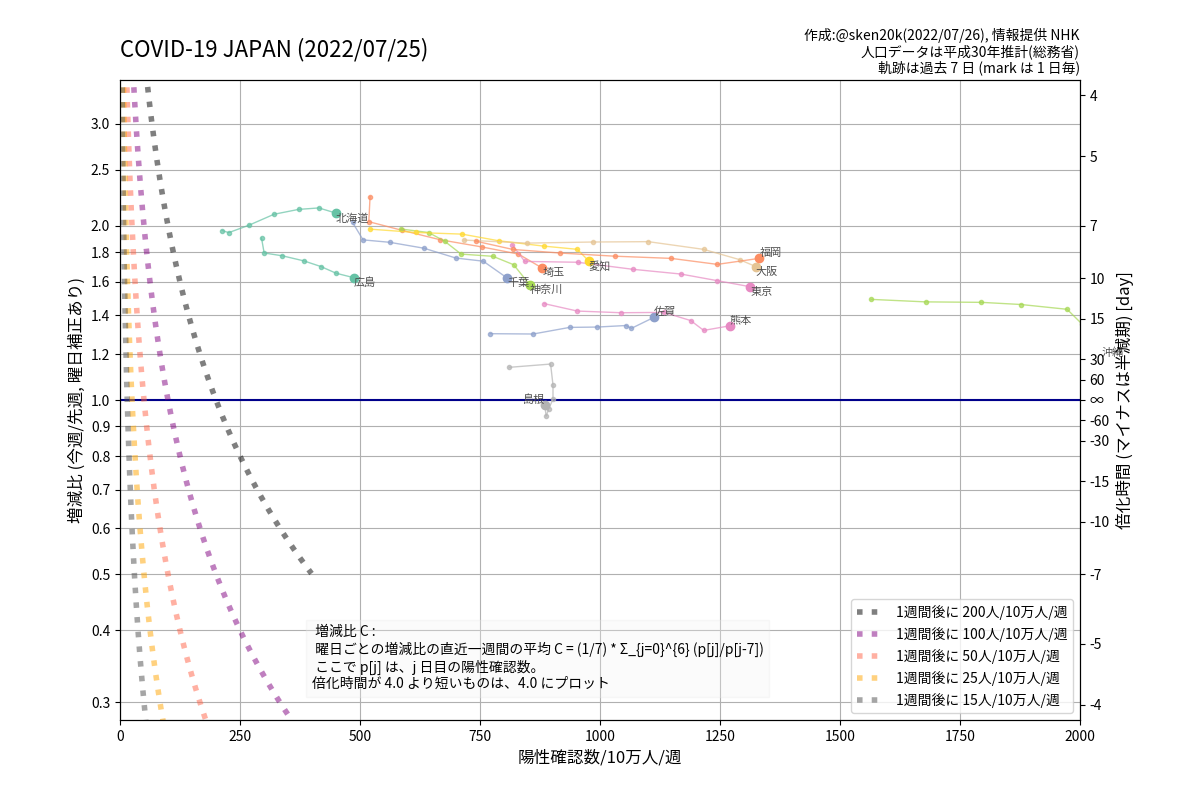 COVID-19 JAPAN (2022/07/25)
作成:@sken20k(2022/07/26), 情報提供 NHK
人口データは平成30年推計(総務省)
軌跡は過去 7 日 (mark は 1 日毎)
増減比 (今週/先週, 曜日補正あり)
3.0
2.5
2.0
1.8
1.6
1.4
1.2
1.0
0.9
0.8
0.7
0.6
0.5
0.4
0.3
北海道
広島
千葉
神奈川
埼玉
愛知
福岡
大阪
東京
佐賀
熊本
島根
沖縄
4
5
7
10
15
30
60
∞
-60
-30
-15
-10
-7
-5
-4
倍化時間 (マイナスは半減期) [day]
増減比 C :
曜日ごとの増減比の直近一週間の平均 C = (1/7) * Σ_{j=0}^{6} (p[j]/p[j-7])
ここで p[j] は、j 日目の陽性確認数。
倍化時間が 4.0 より短いものは、4.0 にプロット
1週間後に 200人/10万人/週
1週間後に 100人/10万人/週
1週間後に 50人/10万人/週
1週間後に 25人/10万人/週
1週間後に 15人/10万人/週
0
250
500
750
1000
1250
1500
1750
2000
陽性確認数/10万人/週